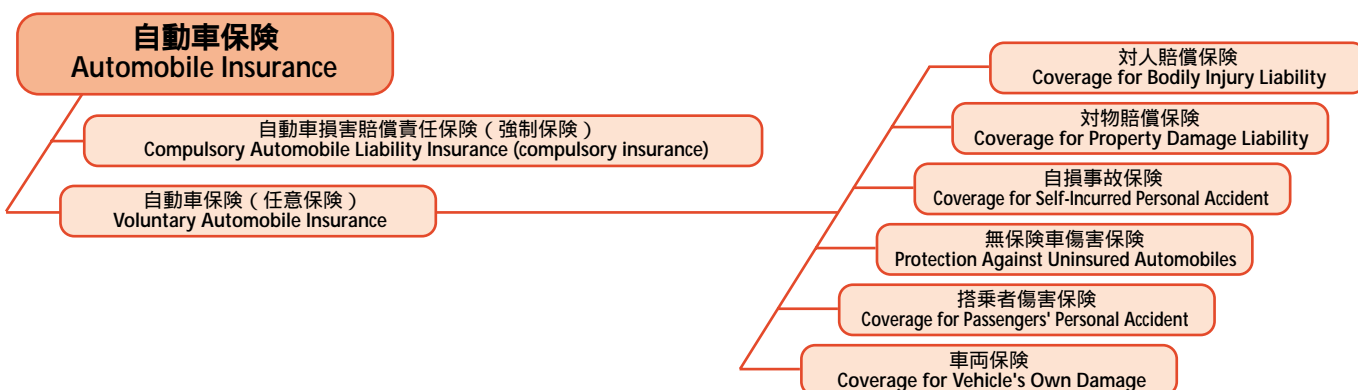 自動車保険
Automobile Insurance
自動車損害賠償責任保険（強制保険）
Compulsory Automobile Liability Insurance (compulsory insurance)
自動車保険（任意保険）
Voluntary Automobile Insurance
対人賠償保険
Coverage for Bodily Injury Liability
対物賠償保険
Coverage for Property Damage Liability
自損事故保険
Coverage for Self-Incurred Personal Accident
無保険車傷害保険
Protection Against Uninsured Automobiles
搭乗者傷害保険
Coverage for Passengers' Personal Accident
車両保険
Coverage for Vehicle's Own Damage